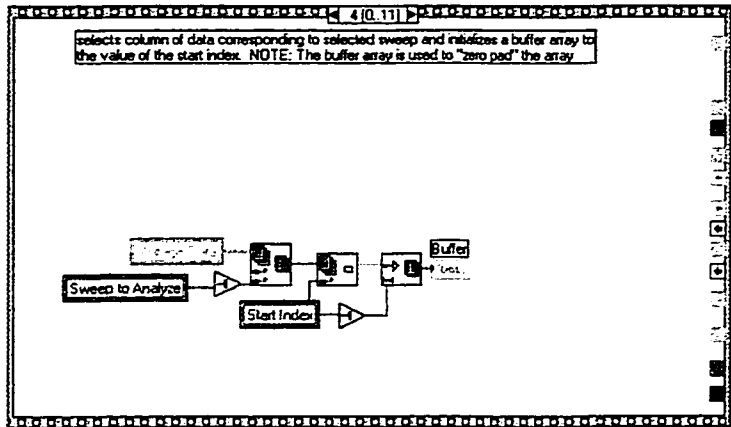 4 [0..11]
selects column of data corresponding to selected sweep and initializes a buffer array to
the value of the start index. NOTE: The buffer array is used to "zero pad" the array
Buffer
Sweep to Analyze
Start Index